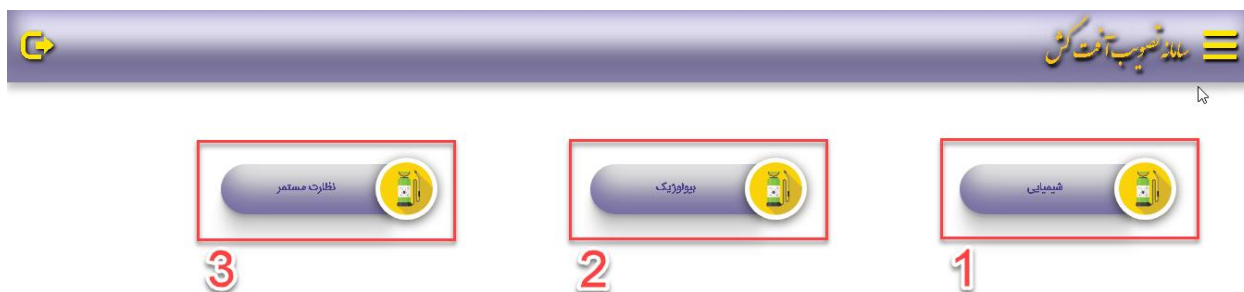 سامانه تصویب آفت کش
شیمیایی
بیولوژیک
نظارت مستمر
1
2
3